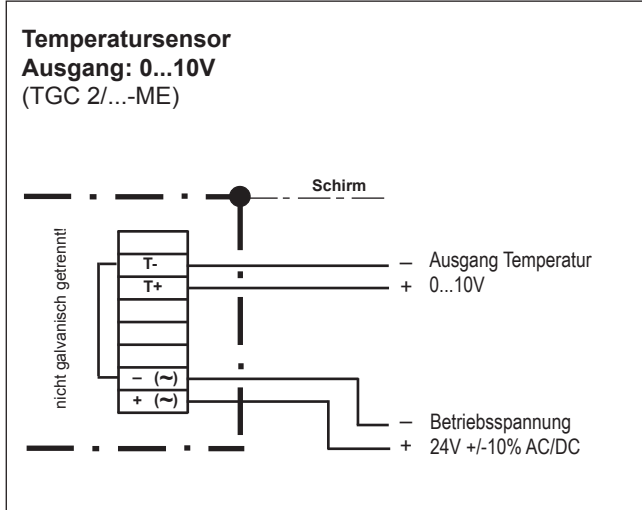 Temperatursensor
Ausgang: 0...10V
(TGC 2/...-ME)
Schirm
nicht galvanisch getrennt!
T-
T+
– (~)
+ (~)
– Ausgang Temperatur
+ 0...10V
– Betriebsspannung
+ 24V +/-10% AC/DC